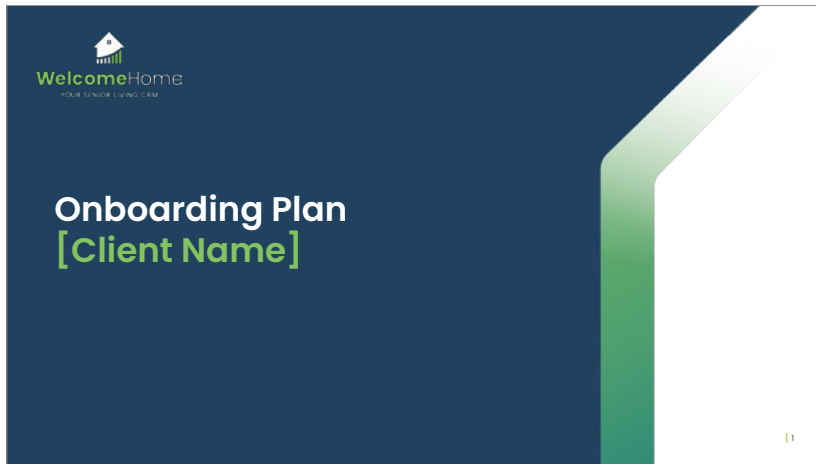 WelcomeHome
YOUR SENIOR LIVING CRM
Onboarding Plan
[Client Name]
{ 1